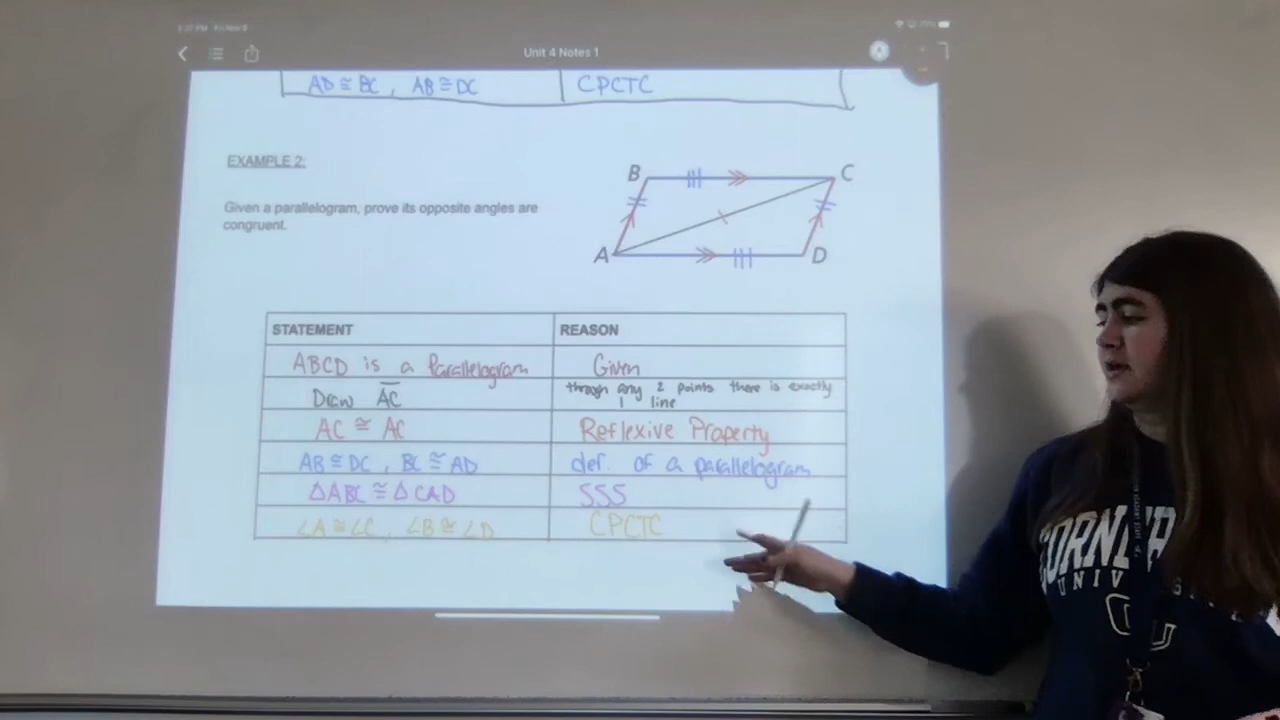 Unit 4 Notes 1
AD ≅ BC , AB ≅ DC CPCTC
EXAMPLE 2:
Given a parallelogram, prove its opposite angles are
congruent.
B C
A D
STATEMENT REASON
ABCD is a Parallelogram Given
Draw A͞C͞ through any 2 points there is exactly
1 line
AC ≅ AC Reflexive Property
AB ≅ DC , BC ≅ AD def. of a parallelogram
△ABC ≅ △CAD SSS
∠A ≅ ∠C , ∠B ≅ ∠D CPCTC
CORNELL
UNIV